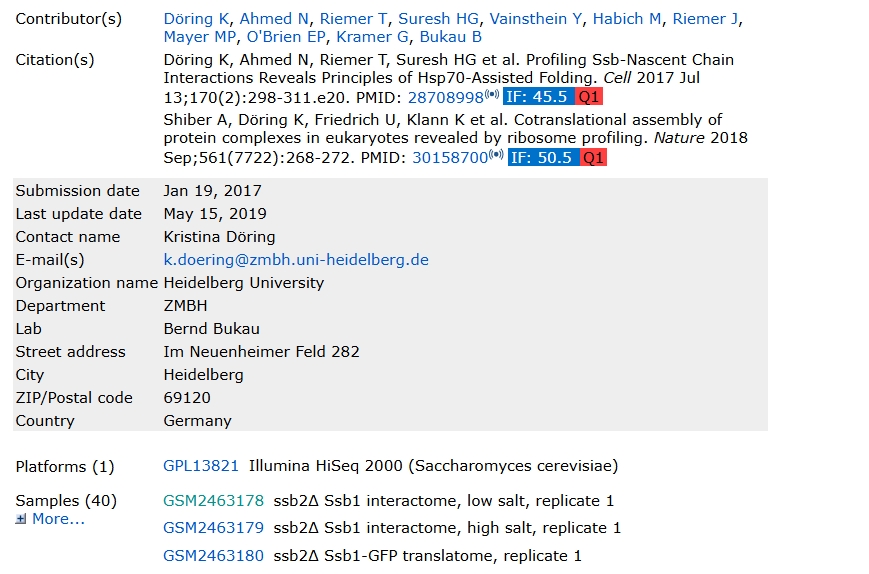 Contributor(s) Döring K, Ahmed N, Riemer T, Suresh HG, Vainsthein Y, Habich M, Riemer J,
Mayer MP, O'Brien EP, Kramer G, Bukau B
Citation(s) Döring K, Ahmed N, Riemer T, Suresh HG et al. Profiling Ssb-Nascent Chain
Interactions Reveals Principles of Hsp70-Assisted Folding. Cell 2017 Jul
13;170(2):298-311.e20. PMID: 28708998 IF: 45.5 Q1
Shiber A, Döring K, Friedrich U, Klann K et al. Cotranslational assembly of
protein complexes in eukaryotes revealed by ribosome profiling. Nature 2018
Sep;561(7722):268-272. PMID: 30158700 IF: 50.5 Q1
Submission date Jan 19, 2017
Last update date May 15, 2019
Contact name Kristina Döring
E-mail(s) k.doering@zmbh.uni-heidelberg.de
Organization name Heidelberg University
Department ZMBH
Lab Bernd Bukau
Street address Im Neuenheimer Feld 282
City Heidelberg
ZIP/Postal code 69120
Country Germany
Platforms (1) GPL13821 Illumina HiSeq 2000 (Saccharomyces cerevisiae)
Samples (40) GSM2463178 ssb2Δ Ssb1 interactome, low salt, replicate 1
More...
GSM2463179 ssb2Δ Ssb1 interactome, high salt, replicate 1
GSM2463180 ssb2Δ Ssb1-GFP translatome, replicate 1